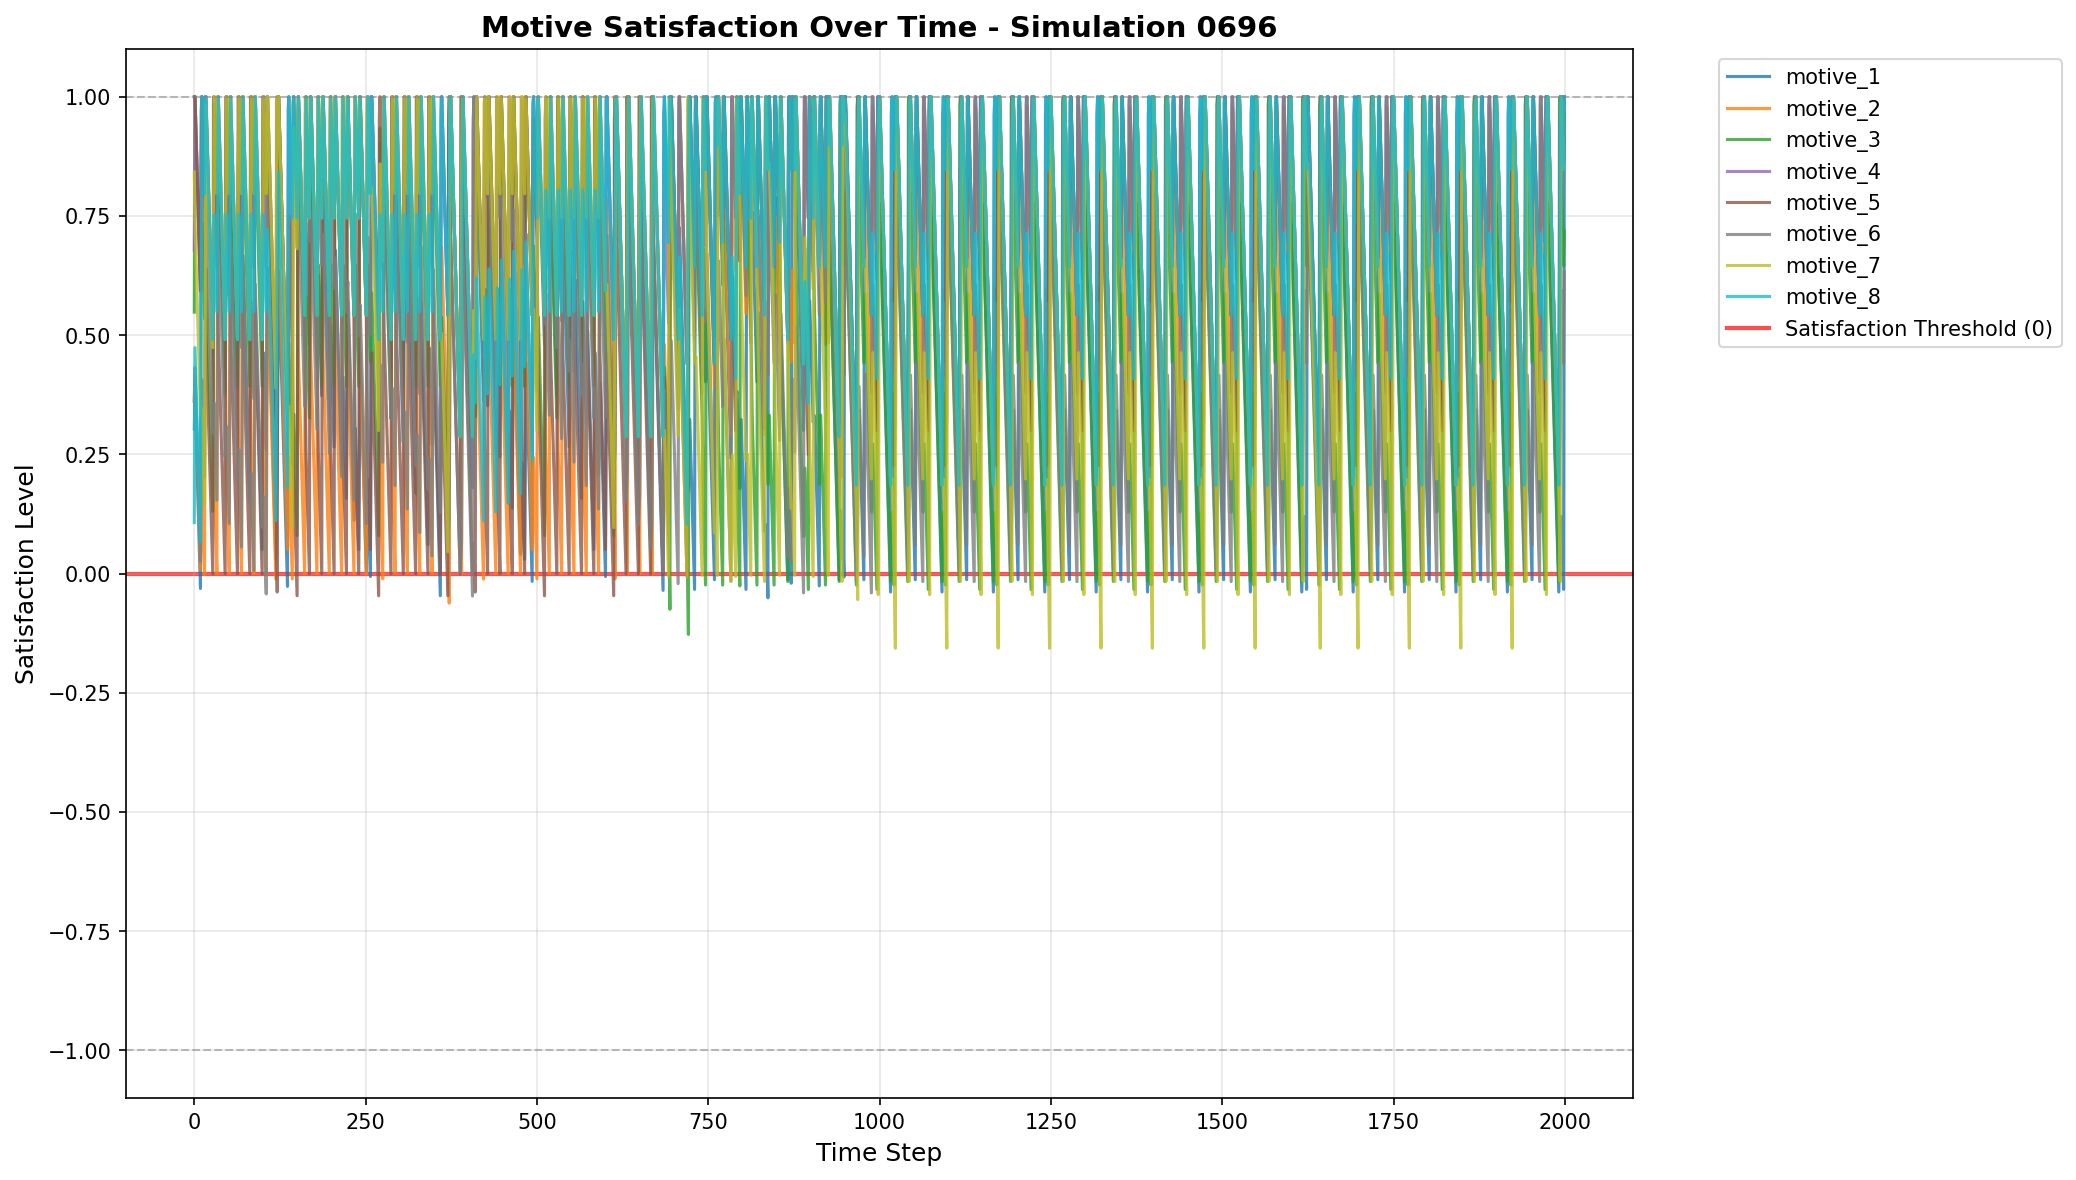 Motive Satisfaction Over Time - Simulation 0696
motive_1
motive_2
motive_3
motive_4
motive_5
motive_6
motive_7
motive_8
Satisfaction Threshold (0)
Satisfaction Level
1.00
0.75
0.50
0.25
0.00
−0.25
−0.50
−0.75
−1.00
0 250 500 750 1000 1250 1500 1750 2000
Time Step